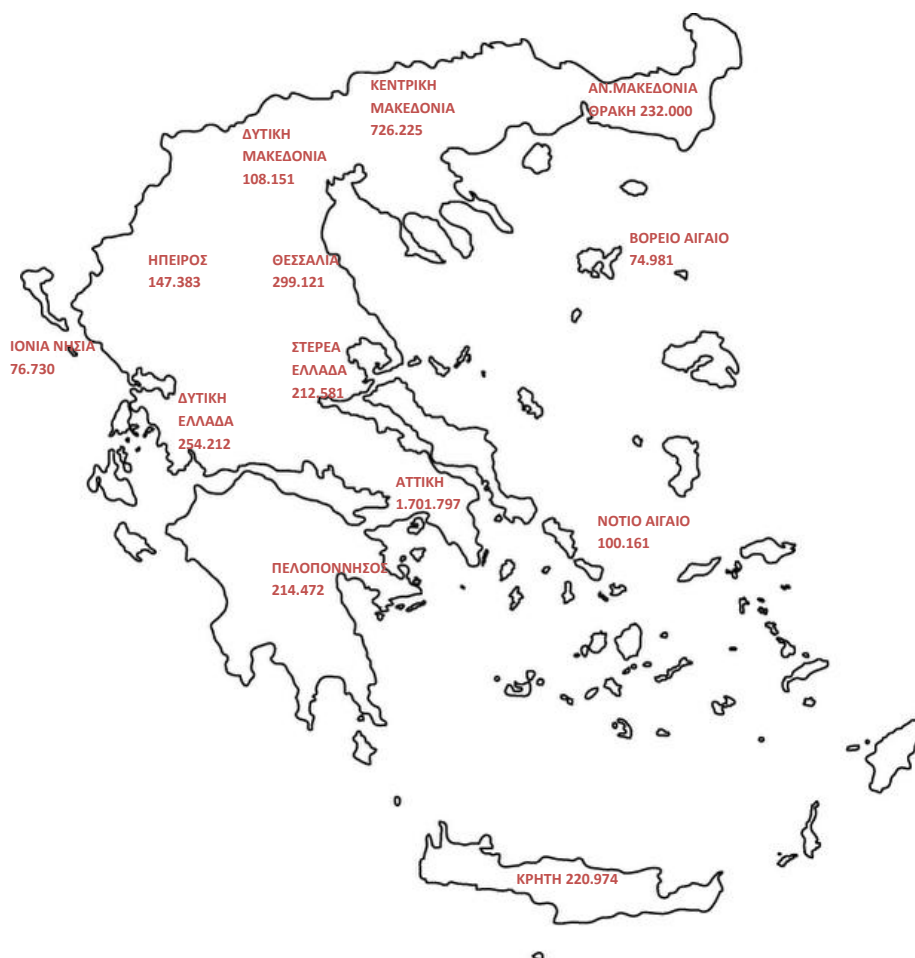 ΚΕΝΤΡΙΚΗ
ΜΑΚΕΔΟΝΙΑ
726.225
ΑΝ.ΜΑΚΕΔΟΝΙΑ
ΘΡΑΚΗ 232.000
ΔΥΤΙΚΗ
ΜΑΚΕΔΟΝΙΑ
108.151
ΒΟΡΕΙΟ ΑΙΓΑΙΟ
74.981
ΗΠΕΙΡΟΣ
147.383
ΘΕΣΣΑΛΙΑ
299.121
ΙΟΝΙΑ ΝΗΣΙΑ
76.730
ΣΤΕΡΕΑ
ΕΛΛΑΔΑ
212.581
ΔΥΤΙΚΗ
ΕΛΛΑΔΑ
254.212
ΑΤΤΙΚΗ
1.701.797
ΝΟΤΙΟ ΑΙΓΑΙΟ
100.161
ΠΕΛΟΠΟΝΝΗΣΟΣ
214.472
ΚΡΗΤΗ 220.974